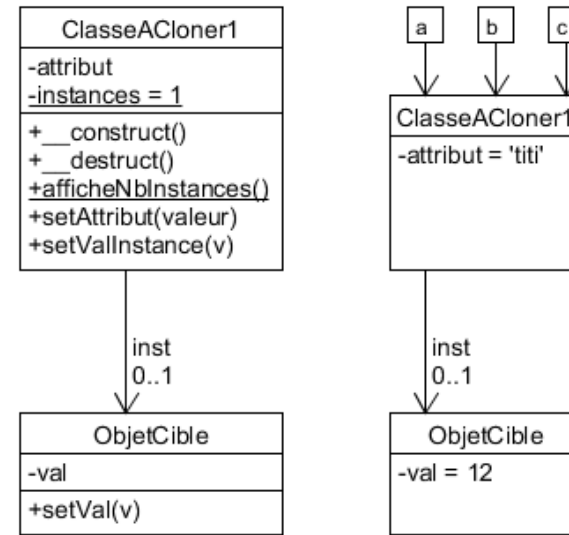 ClasseACloner1
-attribut
-instances = 1
+__construct()
+__destruct()
+afficheNbInstances()
+setAttribut(valeur)
+setValInstance(v)
inst
0..1
ObjetCible
-val
+setVal(v)
a
b
c
ClasseACloner1
-attribut = 'titi'
inst
0..1
ObjetCible
-val = 12